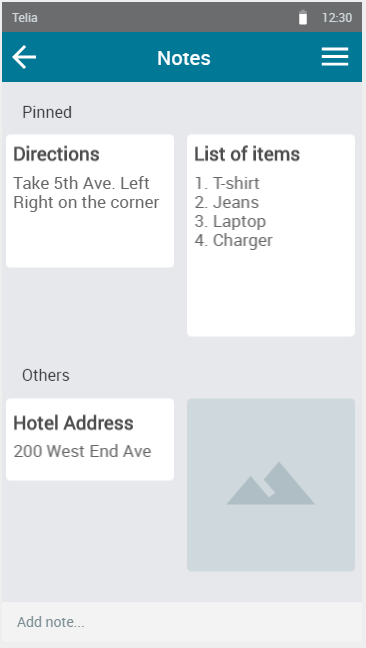 Telia 12:30
Notes
Pinned
Directions
Take 5th Ave. Left
Right on the corner
List of items
1. T-shirt
2. Jeans
3. Laptop
4. Charger
Others
Hotel Address
200 West End Ave
Add note...